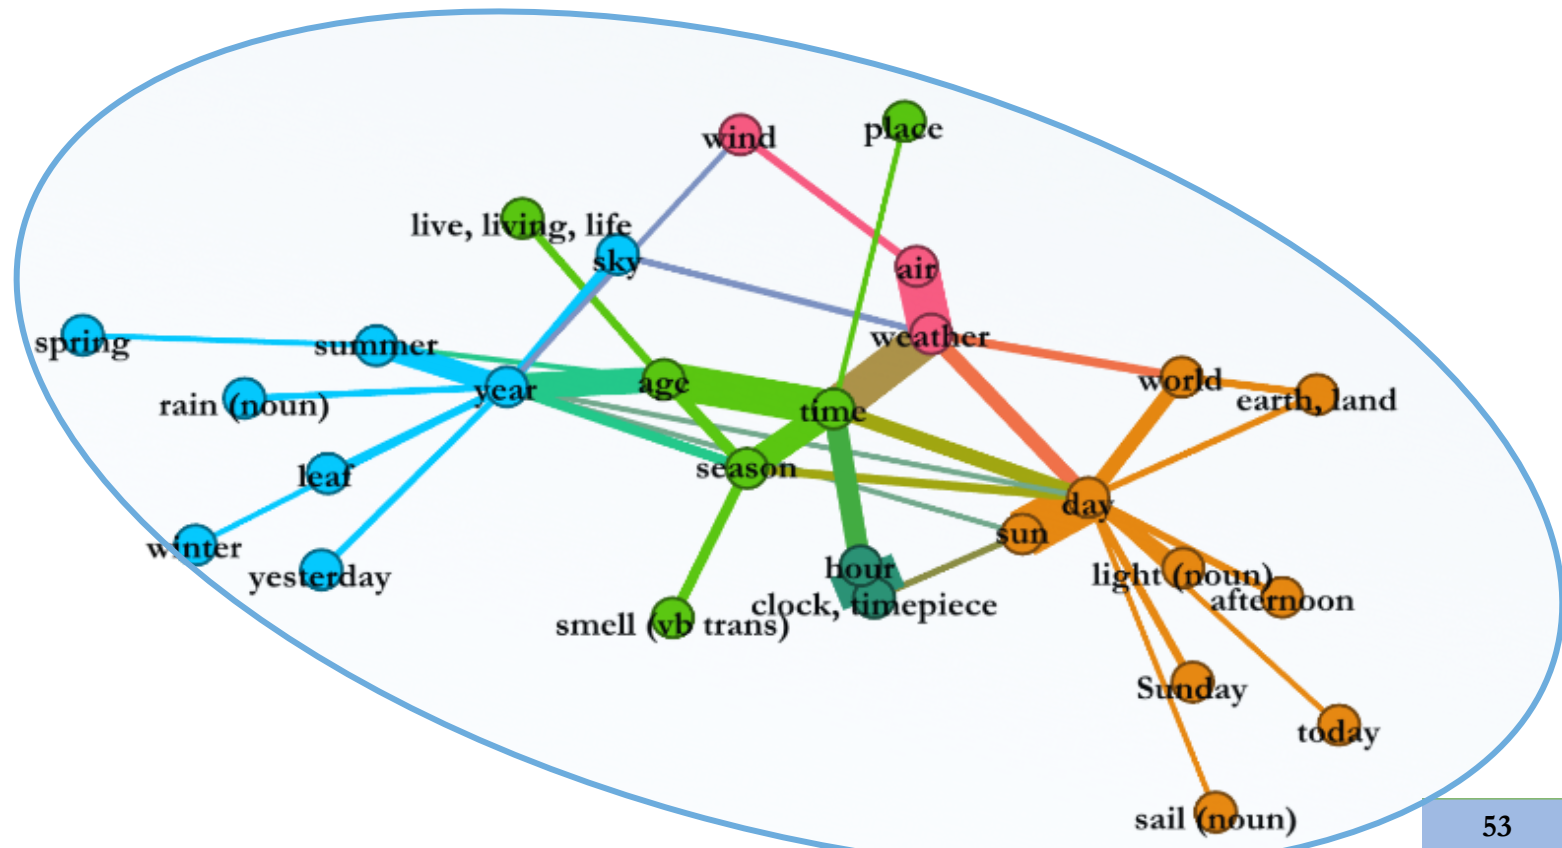 wind
place
live, living, life
sky
air
spring
summer
weather
year
age
world
rain (noun)
time
earth, land
leaf
season
day
winter
sun
yesterday
hour
light (noun)
clock, timepiece
afternoon
smell (vb trans)
Sunday
today
sail (noun)
53